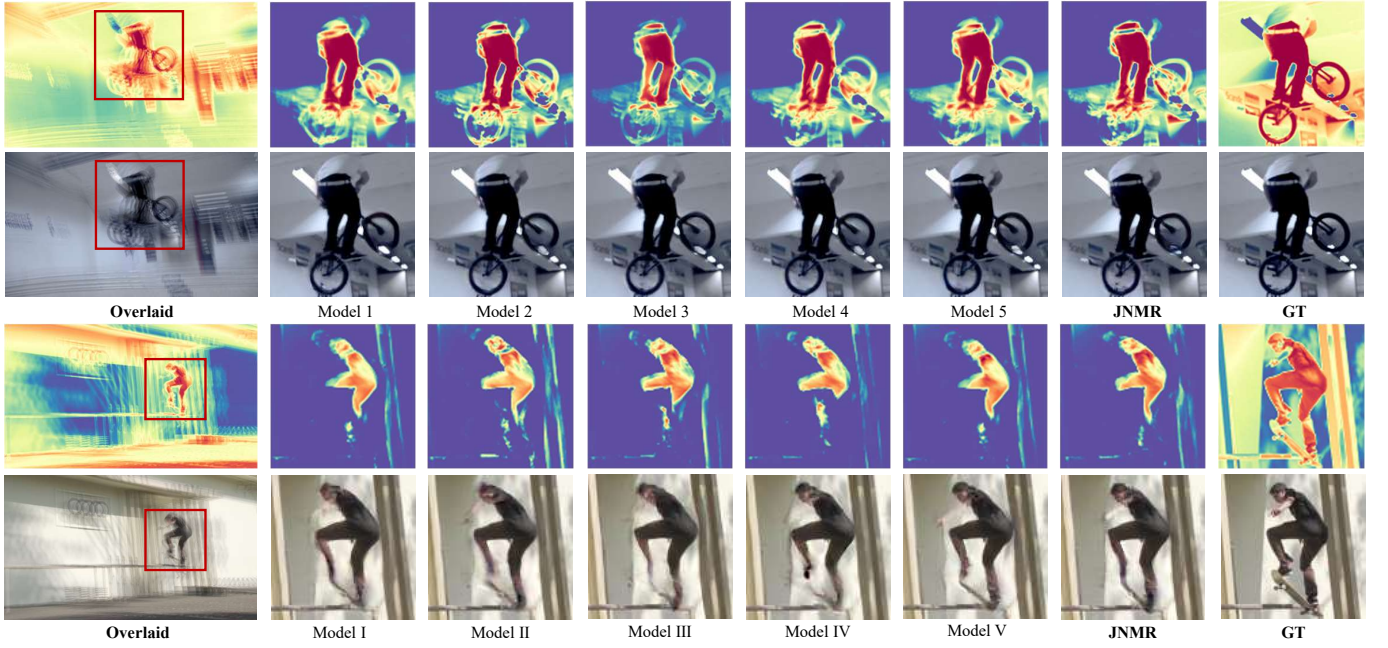 Overlaid Model 1 Model 2 Model 3 Model 4 Model 5 JNMR GT
Overlaid Model I Model II Model III Model IV Model V JNMR GT